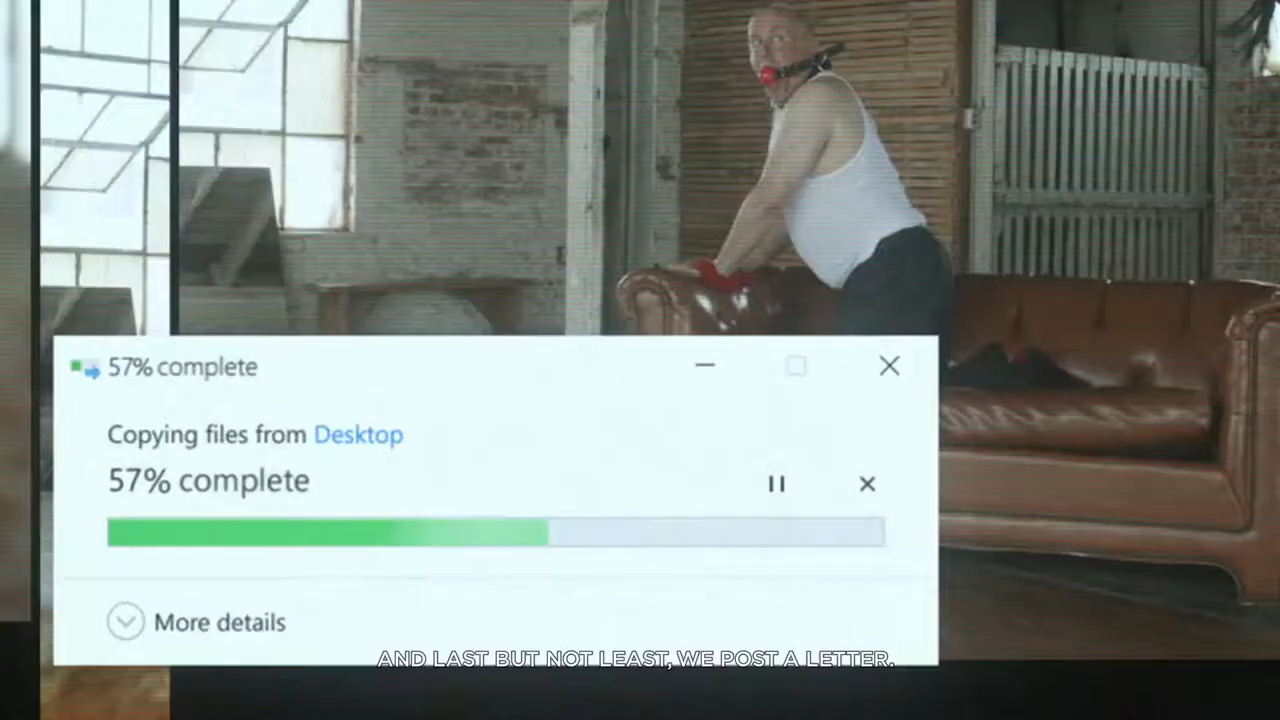 57% complete
Copying files from Desktop
57% complete
More details
AND LAST BUT NOT LEAST, WE POST A LETTER.